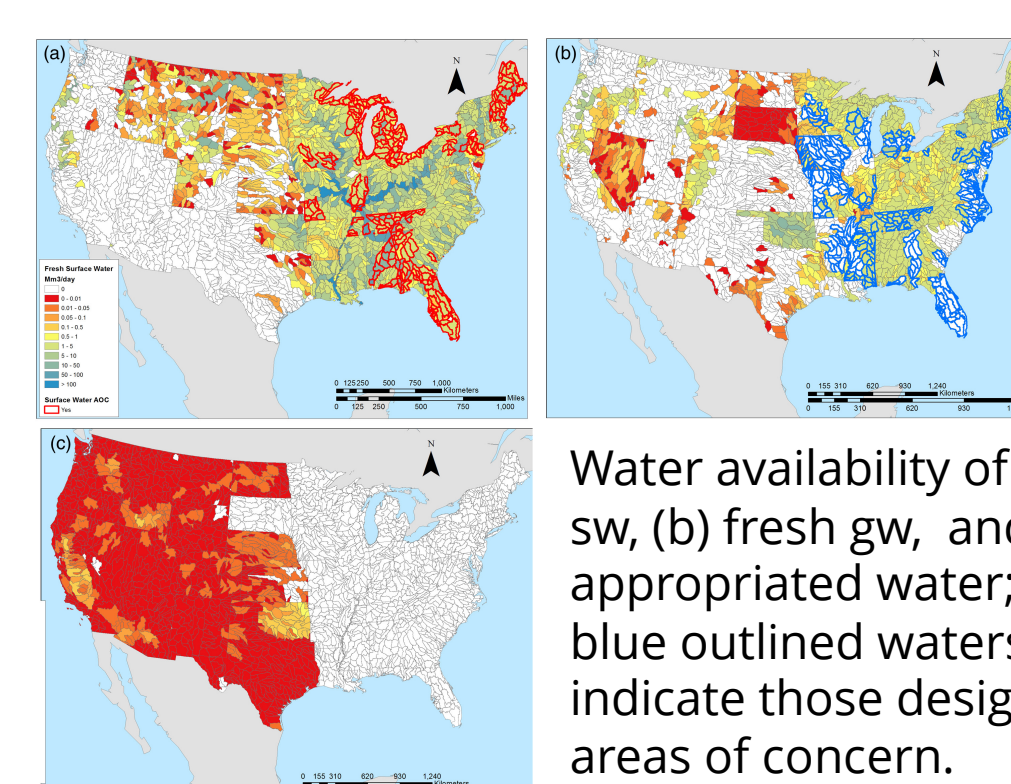 (a)
N
Fresh Surface Water
Mm3/day
0
0 - 0.01
0.01 - 0.05
0.05 - 0.1
0.1 - 0.5
0.5 - 1
1 - 5
5 - 10
10 - 50
50 - 100
> 100
Surface Water AOC
Yes
0 125 250 500 750 1,000
Kilometers
Miles
0 125 250 500 750 1,000
(b)
N
0 155 310 620 930 1,240
Kilometers
0 155 310 620 930
(c)
N
0 155 310 620 930 1,240
Kilometers
Water availability of
sw, (b) fresh gw, and
appropriated water;
blue outlined waters
indicate those desig
areas of concern.